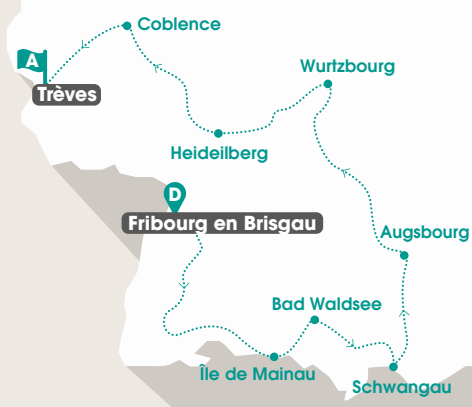 Coblence
A
Trèves
Wurtzbourg
Heideilberg
D
Fribourg en Brisgau
Augsbourg
Bad Waldsee
Île de Mainau
Schwangau